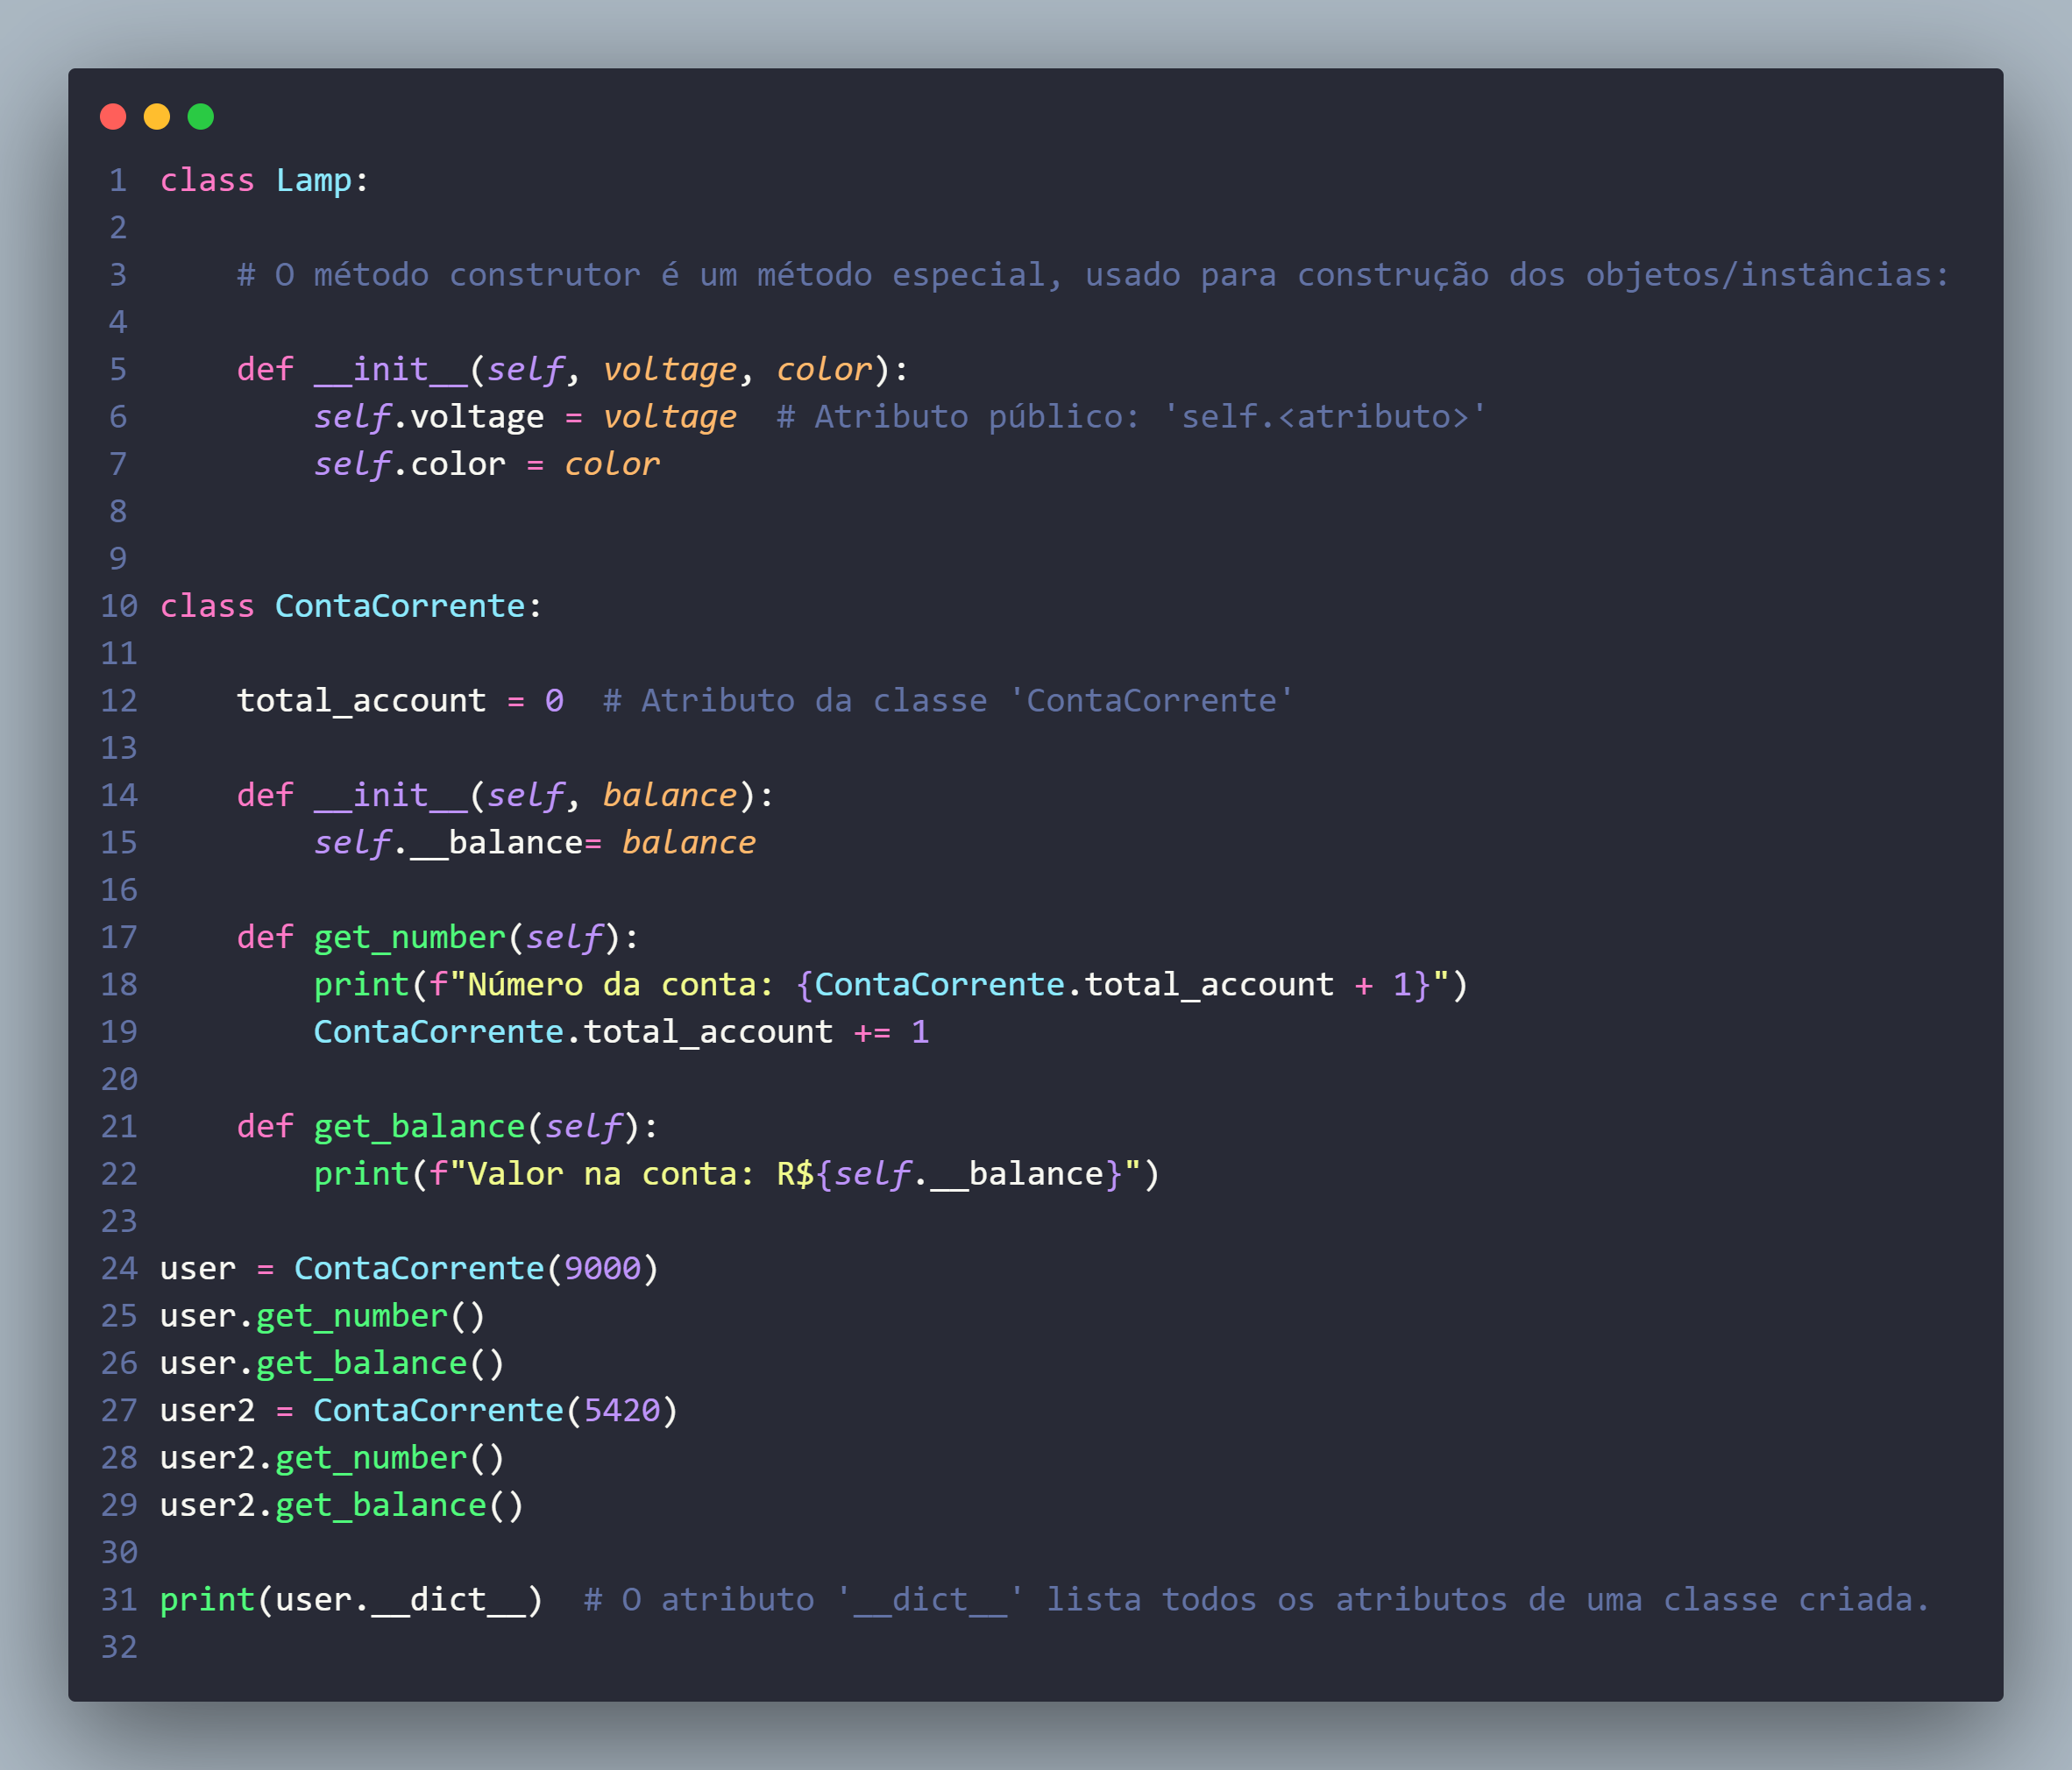 1 class Lamp:
2
3     # O método construtor é um método especial, usado para construção dos objetos/instâncias:
4
5     def __init__(self, voltage, color):
6         self.voltage = voltage  # Atributo público: 'self.<atributo>'
7         self.color = color
8
9
10 class ContaCorrente:
11
12     total_account = 0  # Atributo da classe 'ContaCorrente'
13
14     def __init__(self, balance):
15         self.__balance= balance
16
17     def get_number(self):
18         print(f"Número da conta: {ContaCorrente.total_account + 1}")
19         ContaCorrente.total_account += 1
20
21     def get_balance(self):
22         print(f"Valor na conta: R${self.__balance}")
23
24 user = ContaCorrente(9000)
25 user.get_number()
26 user.get_balance()
27 user2 = ContaCorrente(5420)
28 user2.get_number()
29 user2.get_balance()
30
31 print(user.__dict__)  # O atributo '__dict__' lista todos os atributos de uma classe criada.
32